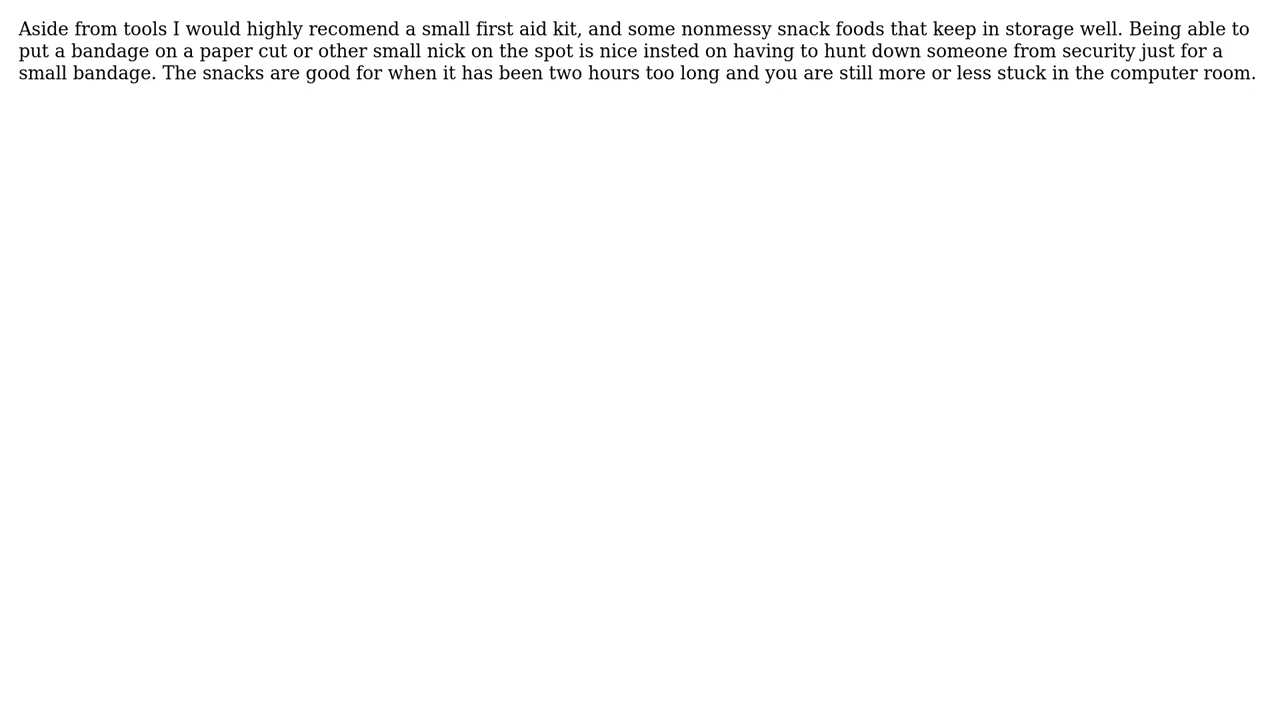 Aside from tools I would highly recomend a small first aid kit, and some nonmessy snack foods that keep in storage well. Being able to
put a bandage on a paper cut or other small nick on the spot is nice insted on having to hunt down someone from security just for a
small bandage. The snacks are good for when it has been two hours too long and you are still more or less stuck in the computer room.